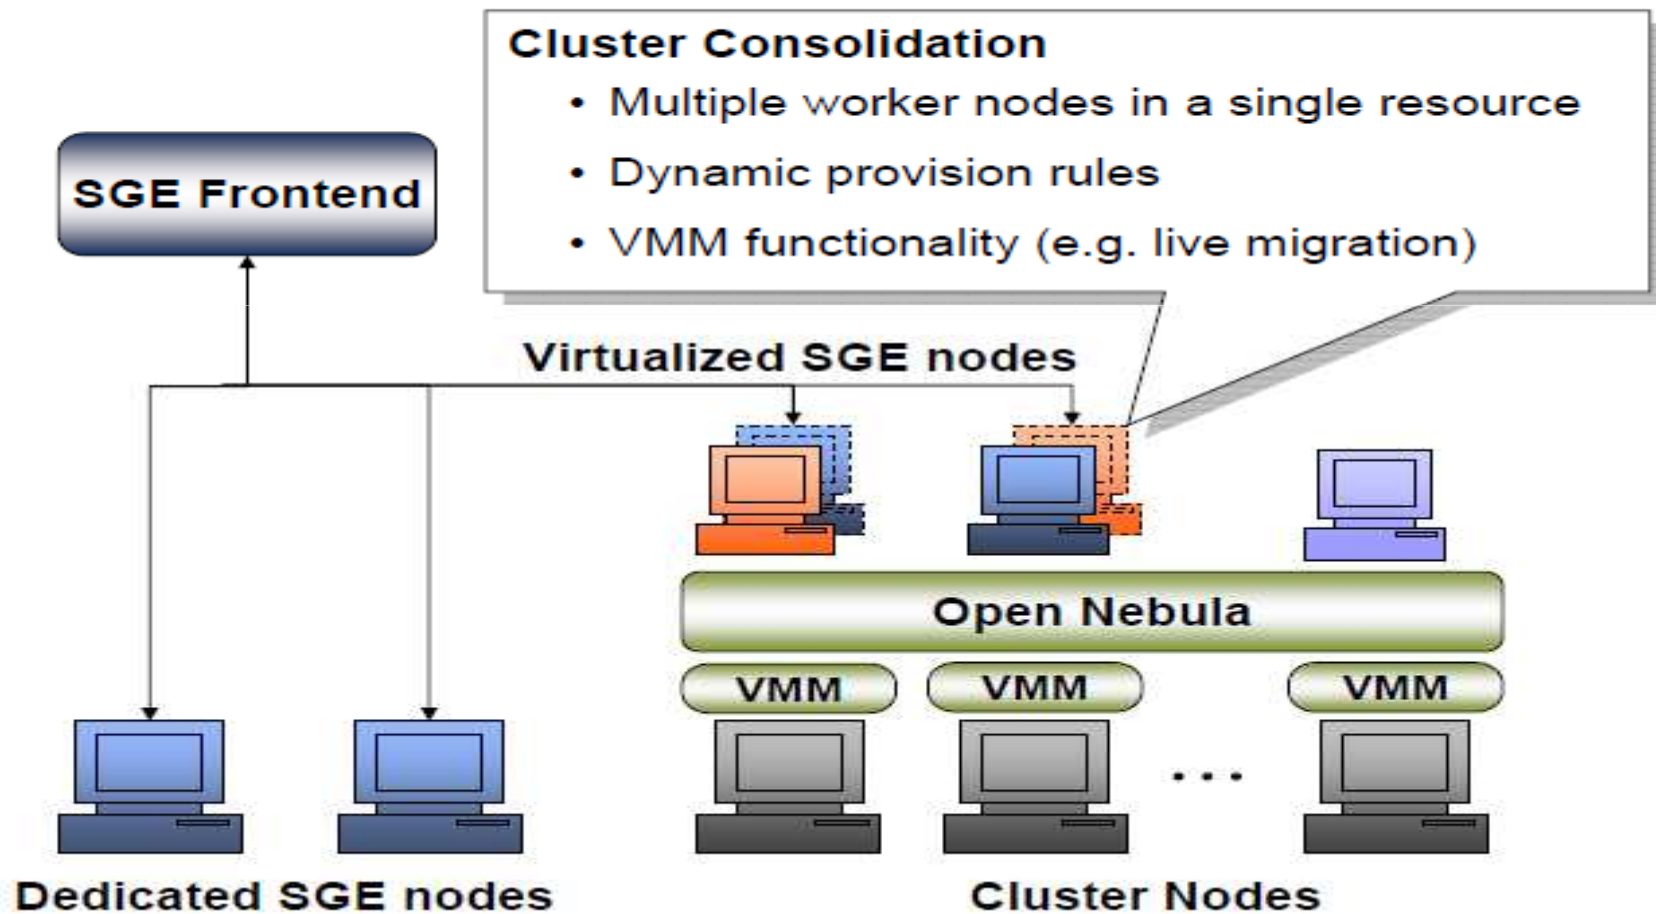 Cluster Consolidation
• Multiple worker nodes in a single resource
• Dynamic provision rules
• VMM functionality (e.g. live migration)
SGE Frontend
Virtualized SGE nodes
Open Nebula
VMM VMM VMM
...
Dedicated SGE nodes
Cluster Nodes